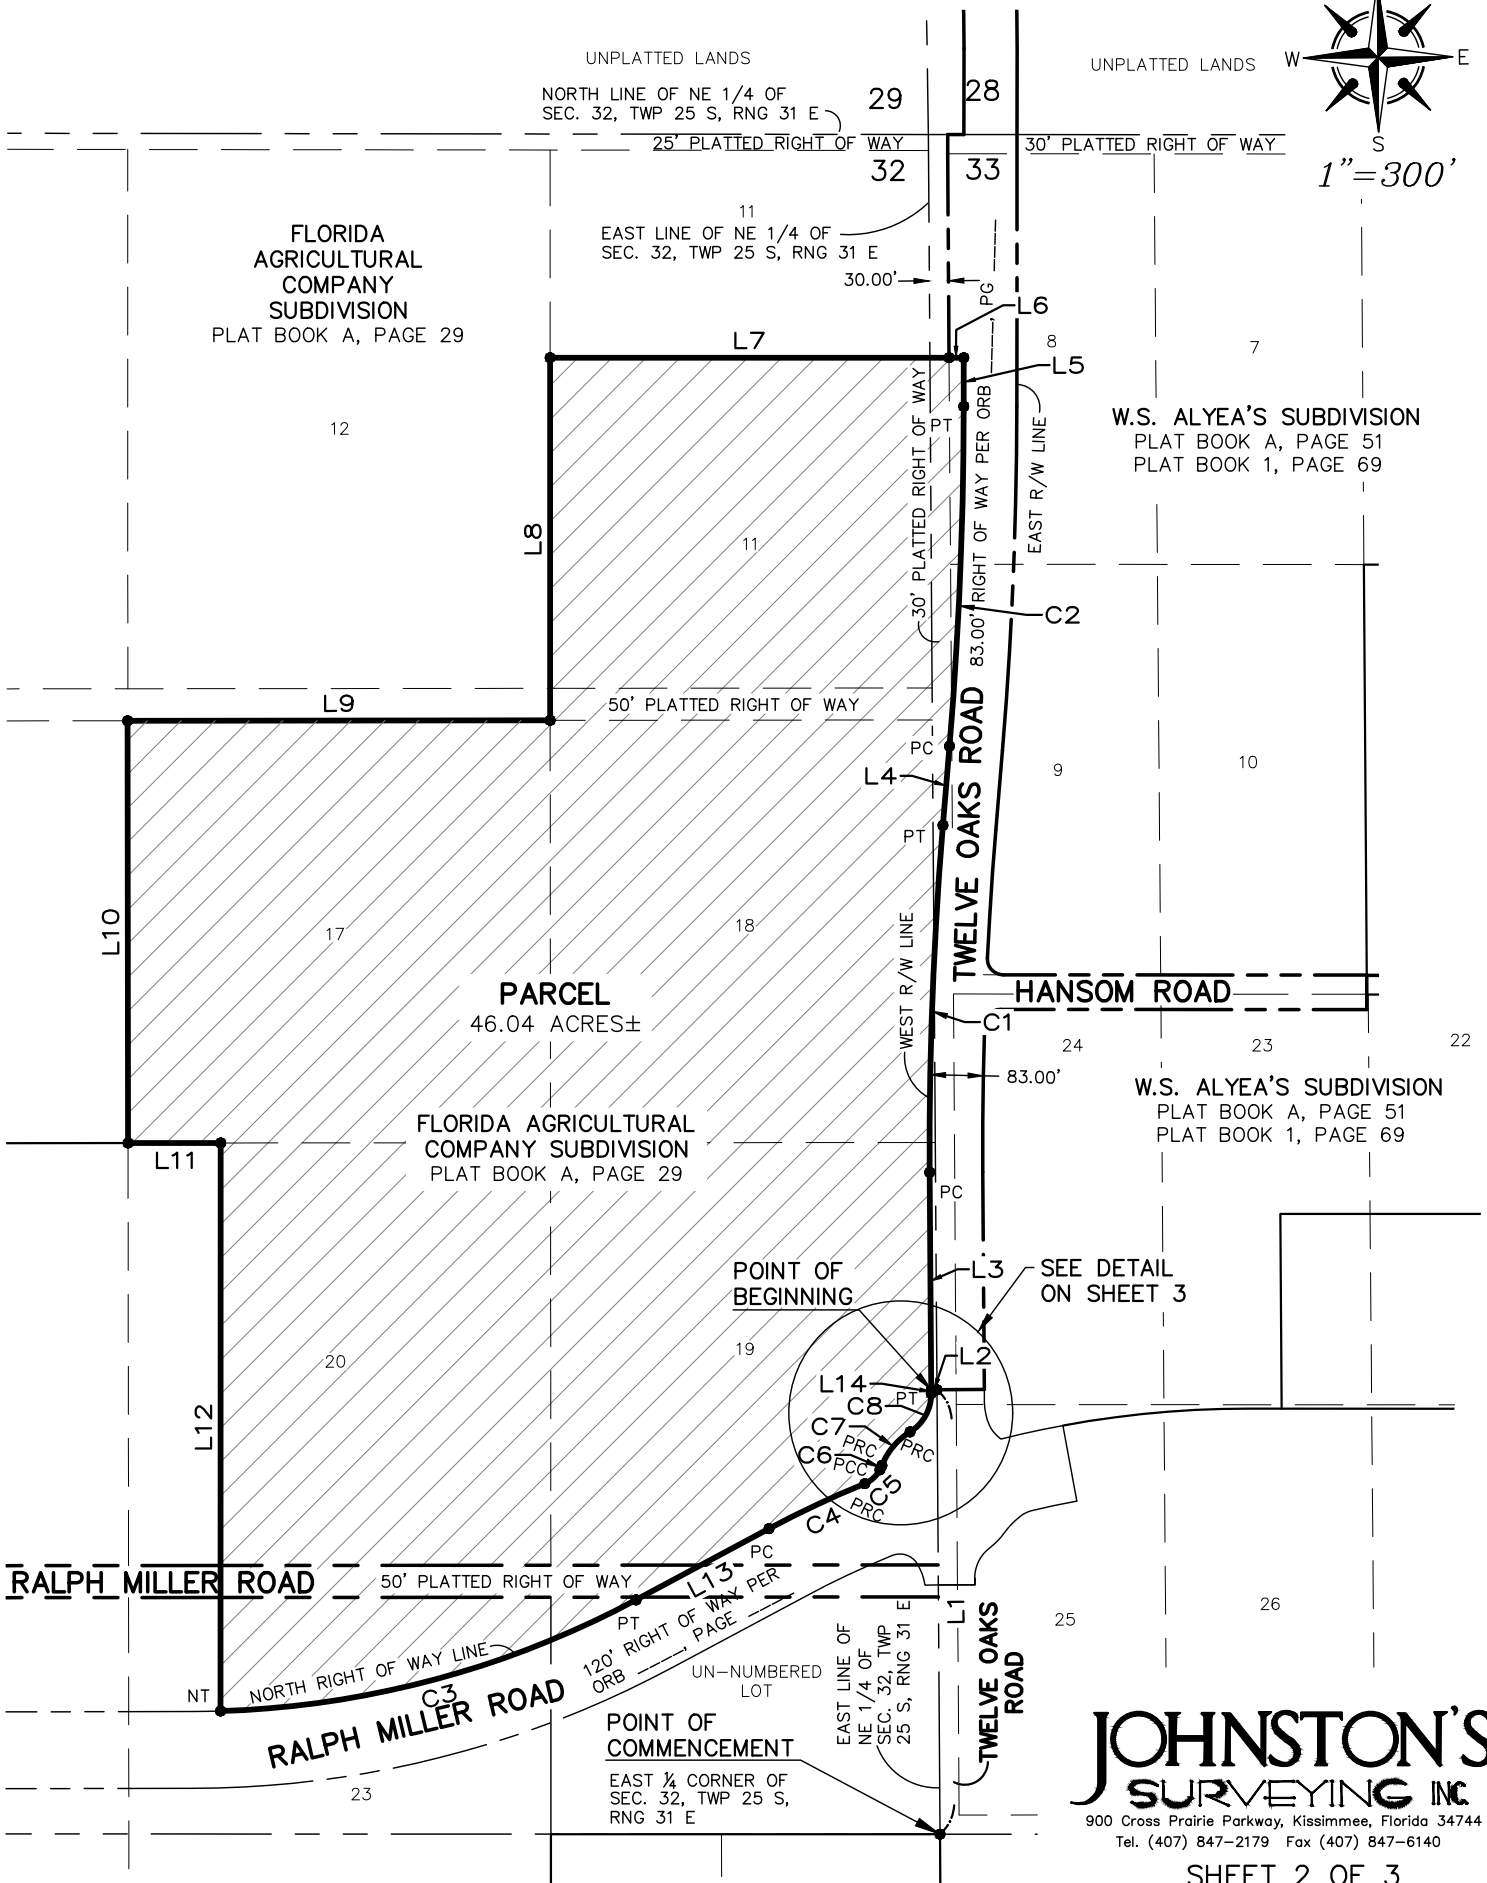 UNPLATTED LANDS
UNPLATTED LANDS
W
E
S
1"=300'
NORTH LINE OF NE 1/4 OF
SEC. 32, TWP 25 S, RNG 31 E
29
28
25' PLATTED RIGHT OF WAY
30' PLATTED RIGHT OF WAY
32
33
11
EAST LINE OF NE 1/4 OF
SEC. 32, TWP 25 S, RNG 31 E
30.00'
FLORIDA
AGRICULTURAL
COMPANY
SUBDIVISION
PLAT BOOK A, PAGE 29
PG
L6
L7
8
7
L5
12
30' PLATTED RIGHT OF WAY
PT
83.00' RIGHT OF WAY PER ORB
EAST R/W LINE
W.S. ALYEA'S SUBDIVISION
PLAT BOOK A, PAGE 51
PLAT BOOK 1, PAGE 69
L8
11
C2
L9
50' PLATTED RIGHT OF WAY
TWELVE OAKS ROAD
PC
L4
9
10
PT
L10
17
18
WEST R/W LINE
PARCEL
46.04 ACRES±
HANSOM ROAD
C1
24
23
22
83.00'
W.S. ALYEA'S SUBDIVISION
PLAT BOOK A, PAGE 51
PLAT BOOK 1, PAGE 69
FLORIDA AGRICULTURAL
COMPANY SUBDIVISION
PLAT BOOK A, PAGE 29
L11
PC
POINT OF
BEGINNING
L3
SEE DETAIL
ON SHEET 3
20
19
L2
L14
PT
C8
C7
PRC
PRC
C6
PCC
C5
PRC
C4
L12
PC
RALPH MILLER ROAD
50' PLATTED RIGHT OF WAY
L13
PT
120' RIGHT OF WAY PER
ORB ____, PAGE ____
L1
TWELVE OAKS
ROAD
25
26
NORTH RIGHT OF WAY LINE
NT
C3
RALPH MILLER ROAD
UN-NUMBERED
LOT
EAST LINE OF
NE 1/4 OF
SEC. 32, TWP
25 S, RNG 31 E
POINT OF
COMMENCEMENT
EAST ¼ CORNER OF
SEC. 32, TWP 25 S,
RNG 31 E
23
JOHNSTON'S
SURVEYING INC.
900 Cross Prairie Parkway, Kissimmee, Florida 34744
Tel. (407) 847-2179 Fax (407) 847-6140
SHEET 2 OF 3